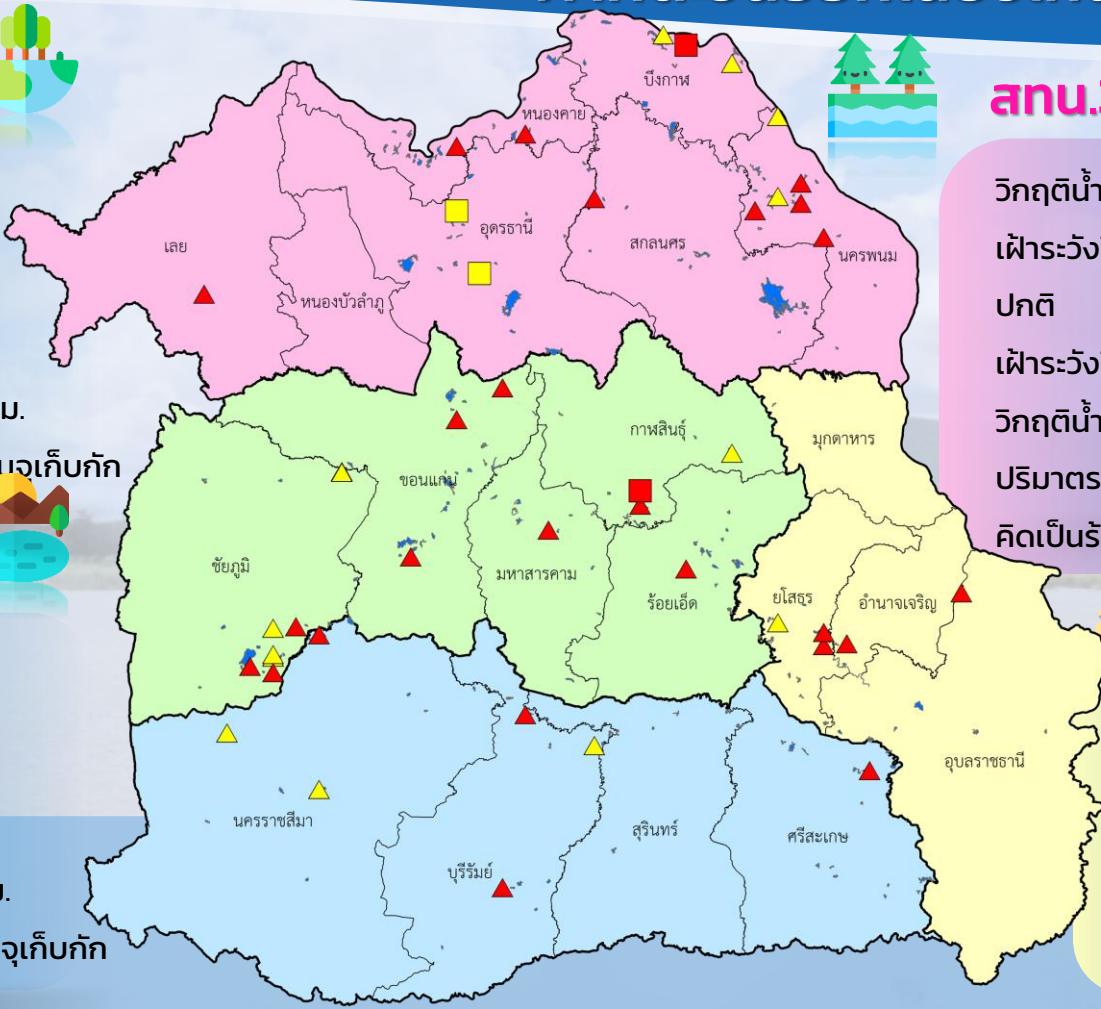 สทน.
บึงกาฬ
หนองคาย
วิกฤติน้ำ
เลย
อุดรธานี
สกลนคร
นครพนม
เฝ้าระวัง
หนองบัวลำภู
ปกติ
เฝ้าระวัง
ม.
กาฬสินธุ์
มุกดาหาร
วิกฤติน้ำ
จุเก็บกัก
ขอนแก่น
ปริมาตร
ชัยภูมิ
มหาสารคาม
ร้อยเอ็ด
ยโสธร
อำนาจเจริญ
คิดเป็นร้
อุบลราชธานี
นครราชสีมา
สุรินทร์
ศรีสะเกษ
บุรีรัมย์
ม.
จุเก็บกัก